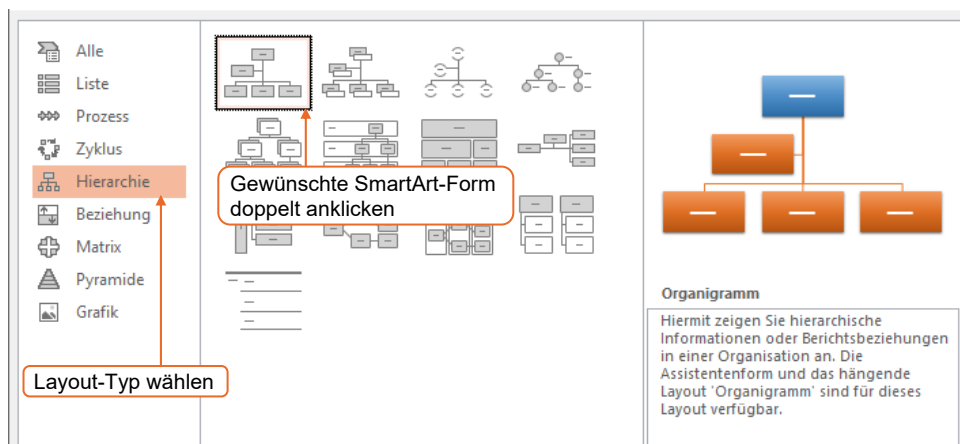 Alle
Liste
Prozess
Zyklus
Hierarchie
Beziehung
Matrix
Pyramide
Grafik
Layout-Typ wählen
Gewünschte SmartArt-Form
doppelt anklicken
Organigramm
Hiermit zeigen Sie hierarchische
Informationen oder Berichtsbeziehungen
in einer Organisation an. Die
Assistentenform und das hängende
Layout 'Organigramm' sind für dieses
Layout verfügbar.